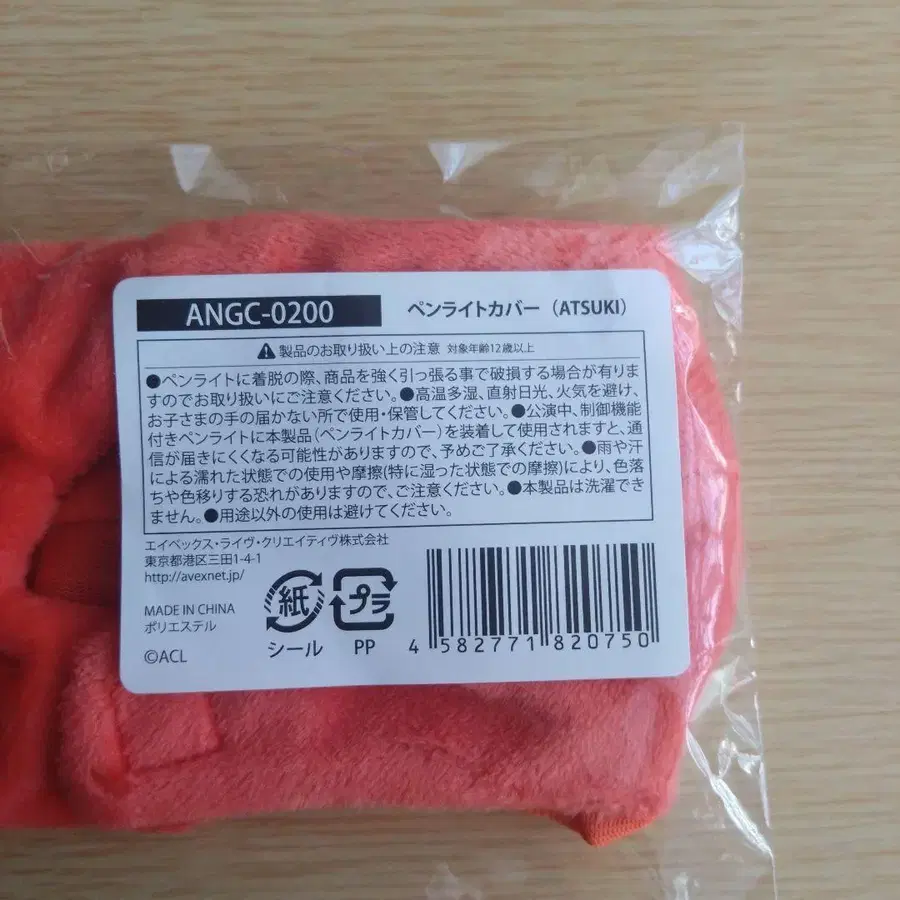 ANGC-0200 ペンライトカバー（ATSUKI）
製品のお取り扱い上の注意 対象年齢12歳以上
●ペンライトに着脱の際、商品を強く引っ張る事で破損する場合が有りま
すのでお取り扱いにご注意ください。●高温多湿、直射日光、火気を避け、
お子さまの手の届かない所で使用・保管してください。●公演中、制御機能
付きペンライトに本製品（ペンライトカバー）を装着して使用されますと、通
信が届きにくくなる可能性がありますので、予めご了承ください。●雨や汗
による濡れた状態での使用や摩擦(特に湿った状態での摩擦)により、色落
ちや色移りする恐れがありますので、ご注意ください。●本製品は洗濯でき
ません。●用途以外の使用は避けてください。
エイベックス・ライヴ・クリエイティヴ株式会社
東京都港区三田1-4-1
http://avexnet.jp/
MADE IN CHINA
ポリエステル
©ACL
紙
シール
プラ
PP
4 582771 820750